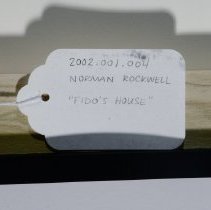 2002.001.004
NORMAN ROCKWELL
"FIDO'S HOUSE"